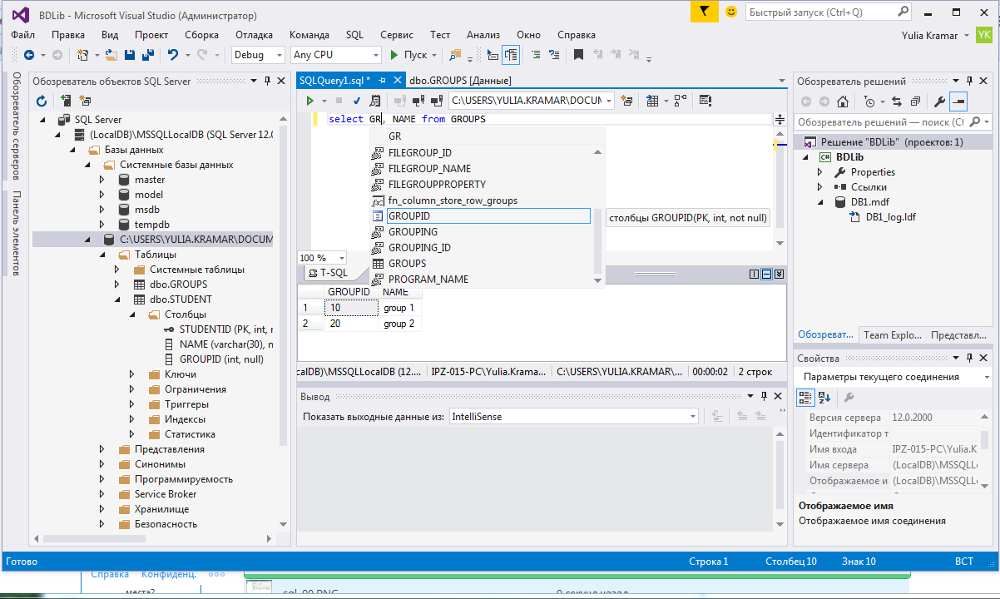 BDLib - Microsoft Visual Studio (Администратор)
Быстрый запуск (Ctrl+Q)
Файл Правка Вид Проект Сборка Отладка Команда SQL Сервис Тест Анализ Окно Справка
Yulia Kramar YK
Debug Any CPU Пуск
Обозреватель серверов
Панель элементов
Обозреватель объектов SQL Server
SQL Server
(LocalDB)\MSSQLLocalDB (SQL Server 12.0
Базы данных
Системные базы данных
master
model
msdb
tempdb
C:\USERS\YULIA.KRAMAR\DOCUM
Таблицы
Системные таблицы
dbo.GROUPS
dbo.STUDENT
Столбцы
STUDENTID (PK, int, r
NAME (varchar(30), n
GROUPID (int, null)
Ключи
Ограничения
Триггеры
Индексы
Статистика
Представления
Синонимы
Программируемость
Service Broker
Хранилище
Безопасность
SQLQuery1.sql *
dbo.GROUPS [Данные]
C:\USERS\YULIA.KRAMAR\DOCUM
select GR, NAME from GROUPS
GR
FILEGROUP_ID
FILEGROUP_NAME
FILEGROUPPROPERTY
fn_column_store_row_groups
GROUPID
GROUPING
GROUPING_ID
GROUPS
PROGRAM_NAME
столбцы GROUPID(PK, int, not null)
100 %
T-SQL
GROUPID NAME
1 10 group 1
2 20 group 2
calDB)\MSSQLLocalDB (12.... IPZ-015-PC\Yulia.Krama... C:\USERS\YULIA.KRAMAR\... 00:00:02 2 строк
Вывод
Показать выходные данные из: IntelliSense
Обозреватель решений
Обозреватель решений — поиск (Ct
Решение "BDLib" (проектов: 1)
BDLib
Properties
Ссылки
DB1.mdf
DB1_log.ldf
Обозреват... Team Explo... Представл...
Свойства
Параметры текущего соединения
Версия сервера 12.0.2000
Идентификатор т
Имя входа IPZ-015-PC\Yulia.K
Имя сервера (LocalDB)\MSSQLL
Отображаемое и (LocalDB)\MSSQLL
Отображаемое имя
Отображаемое имя соединения
Готово Строка 1 Столбец 10 Знак 10 ВСТ
Справка Конфиденц.
места?
sql_09.PNG
0 секунд назад